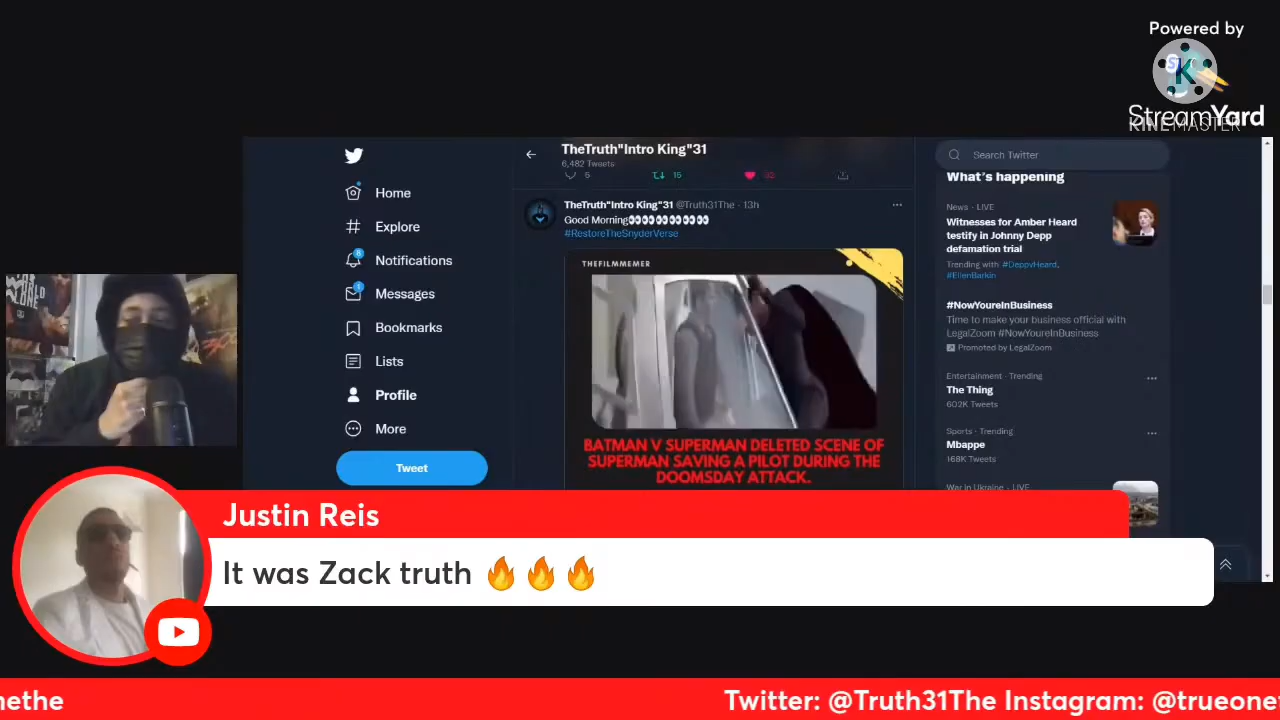 Powered by
StreamYard
KINEMASTER
TheTruth"Intro King"31
6,482 Tweets
5
15
Home
Explore
Notifications
Messages
Bookmarks
Lists
Profile
More
Tweet
TheTruth"Intro King"31 @Truth31The · 13h
Good Morning👀👀👀👀👀👀
#RestoreTheSnyderVerse
THEFILMMEMER
BATMAN V SUPERMAN DELETED SCENE OF
SUPERMAN SAVING A PILOT DURING THE
DOOMSDAY ATTACK.
Search Twitter
What's happening
News · LIVE
Witnesses for Amber Heard
testify in Johnny Depp
defamation trial
Trending with #DeppvHeard,
#EllenBarkin
#NowYoureInBusiness
Time to make your business official with
LegalZoom #NowYoureInBusiness
Promoted by LegalZoom
Entertainment · Trending
The Thing
602K Tweets
Sports · Trending
Mbappe
168K Tweets
War in Ukraine · LIVE
Justin Reis
It was Zack truth 🔥🔥🔥
nethe
Twitter: @Truth31The Instagram: @trueonet